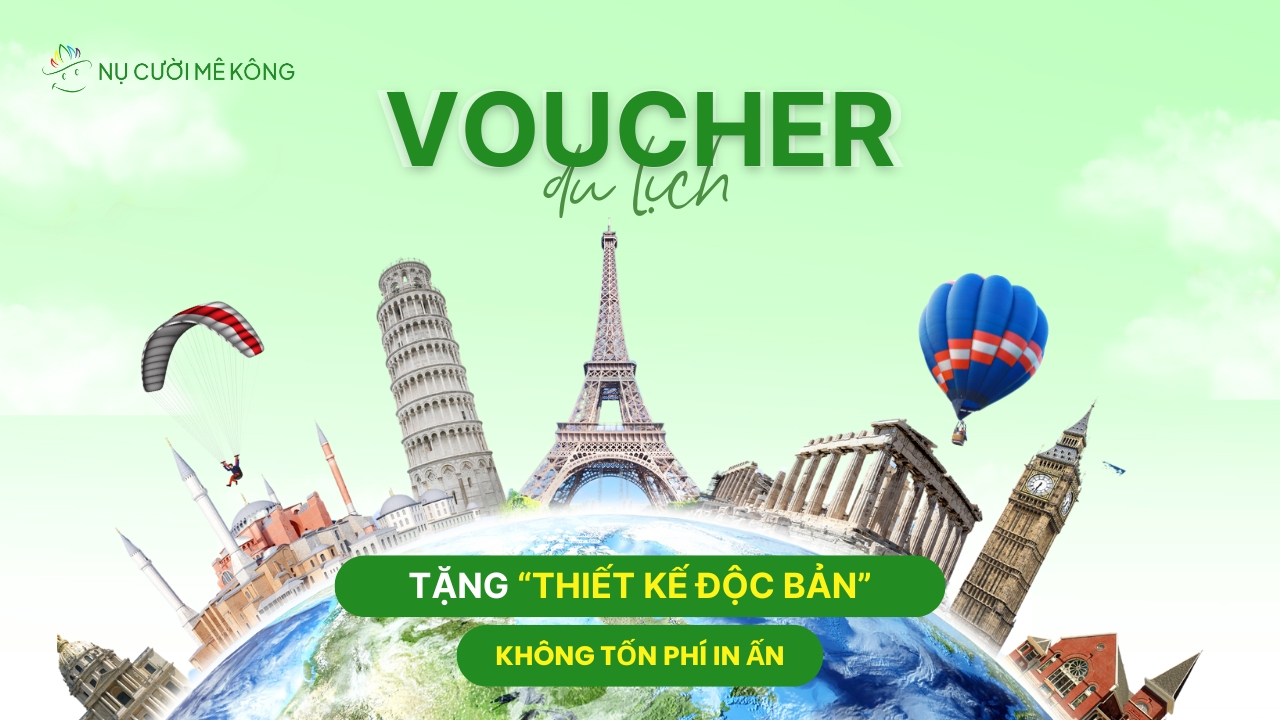 NỤ CƯỜI MÊ KÔNG
VOUCHER
du lịch
TẶNG “THIẾT KẾ ĐỘC BẢN”
KHÔNG TỐN PHÍ IN ẤN